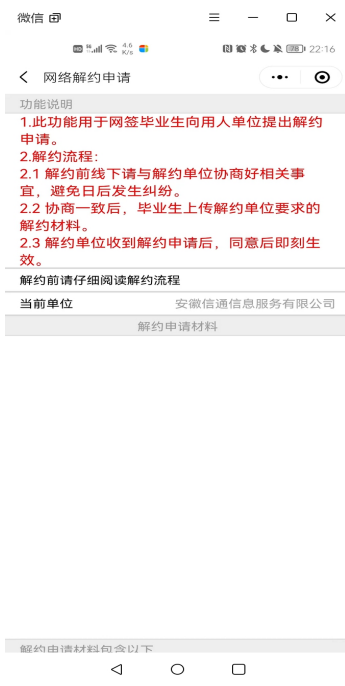 微信
HD 5G 4.6 K/s 22:16
网络解约申请
功能说明
1.此功能用于网签毕业生向用人单位提出解约
申请。
2.解约流程：
2.1 解约前线下请与解约单位协商好相关事
宜，避免日后发生纠纷。
2.2 协商一致后，毕业生上传解约单位要求的
解约材料。
2.3 解约单位收到解约申请后，同意后即刻生
效。
解约前请仔细阅读解约流程
当前单位 安徽信通信息服务有限公司
解约申请材料
解约申请材料包含以下